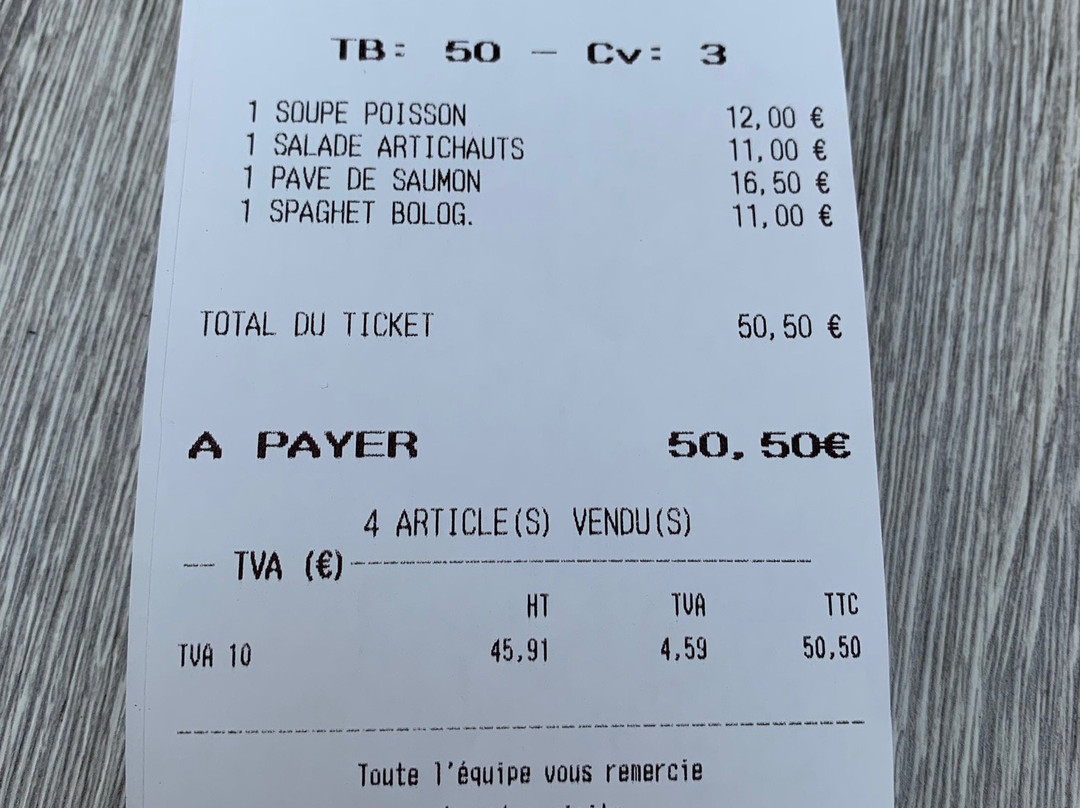 TB: 50 - Cv: 3
1 SOUPE POISSON 12,00 €
1 SALADE ARTICHAUTS 11,00 €
1 PAVE DE SAUMON 16,50 €
1 SPAGHET BOLOG. 11,00 €
TOTAL DU TICKET 50,50 €
A PAYER 50,50€
4 ARTICLE(S) VENDU(S)
TVA (€)
HT TVA TTC
TVA 10 45,91 4,59 50,50
Toute l'équipe vous remercie